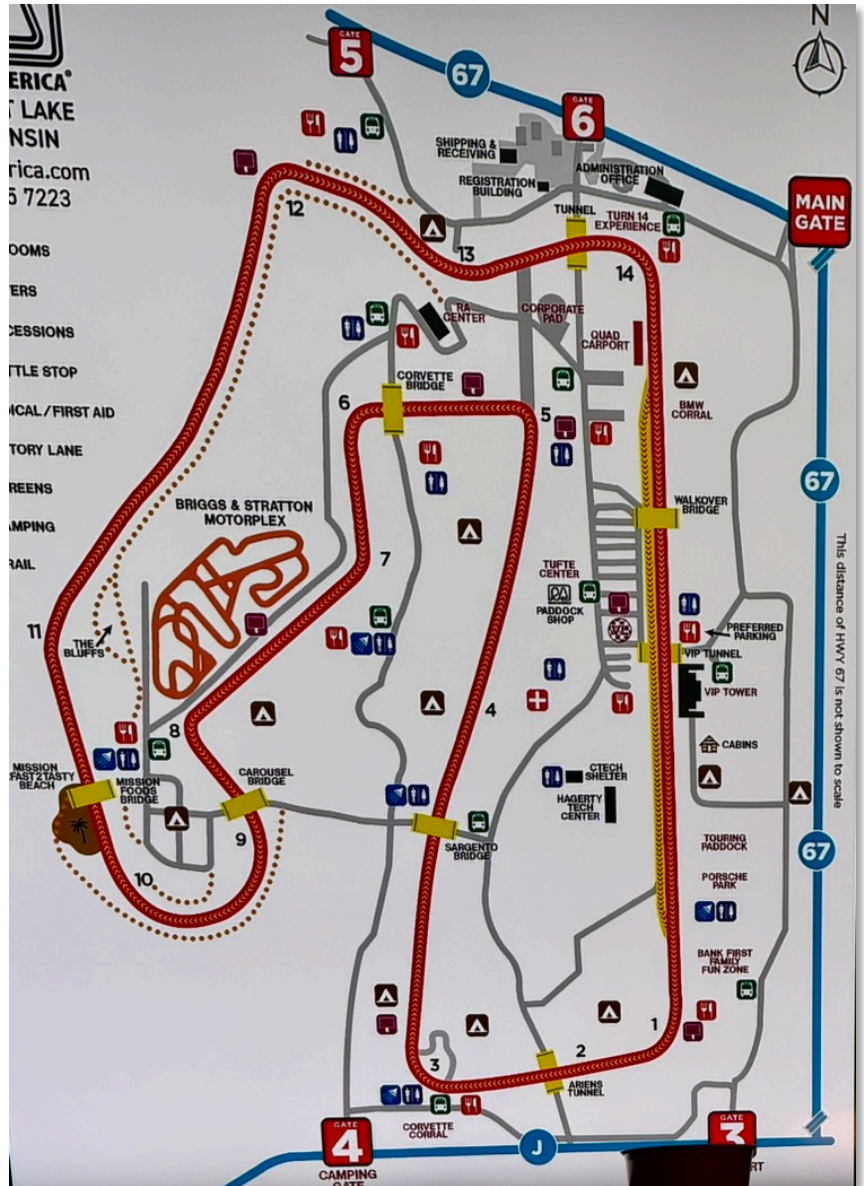 ERICA®
T LAKE
NSIN
rica.com
5 7223
OOMS
ERS
CESSIONS
TTLE STOP
DICAL / FIRST AID
TORY LANE
REENS
AMPING
RAIL
N
GATE
5
67
GATE
6
SHIPPING &
RECEIVING
REGISTRATION
BUILDING
ADMINISTRATION
OFFICE
MAIN
GATE
TUNNEL
TURN 14
EXPERIENCE
12
13
14
RA
CENTER
CORPORATE
PAD
QUAD
CARPORT
CORVETTE
BRIDGE
6
5
BMW
CORRAL
67
BRIGGS & STRATTON
MOTORPLEX
WALKOVER
BRIDGE
7
TUFTE
CENTER
PADDOCK
SHOP
This distance of HWY 67 is not shown to scale
11
THE
BLUFFS
PREFERRED
PARKING
VIP TUNNEL
VIP TOWER
4
8
CABINS
MISSION
FAST2TASTY
BEACH
MISSION
FOODS
BRIDGE
CAROUSEL
BRIDGE
CTECH
SHELTER
HAGERTY
TECH
CENTER
9
SARGENTO
BRIDGE
TOURING
PADDOCK
67
10
PORSCHE
PARK
BANK FIRST
FAMILY
FUN ZONE
1
2
3
ARIENS
TUNNEL
CORVETTE
CORRAL
GATE
4
CAMPING
GATE
J
GATE
3
RT